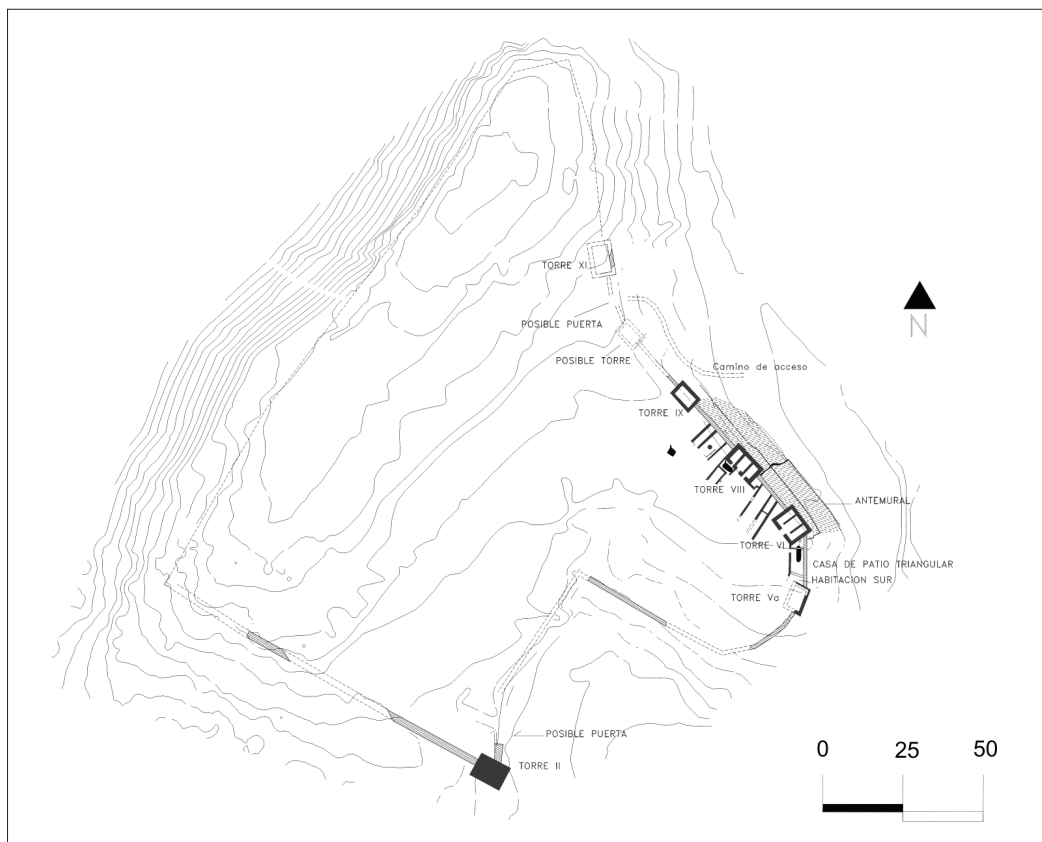 TORRE XI
N
POSIBLE PUERTA
POSIBLE TORRE
Camino de acceso
TORRE IX
TORRE VIII
ANTEMURAL
TORRE VI
CASA DE PATIO TRIANGULAR
HABITACION SUR
TORRE Va
POSIBLE PUERTA
TORRE II
0 25 50